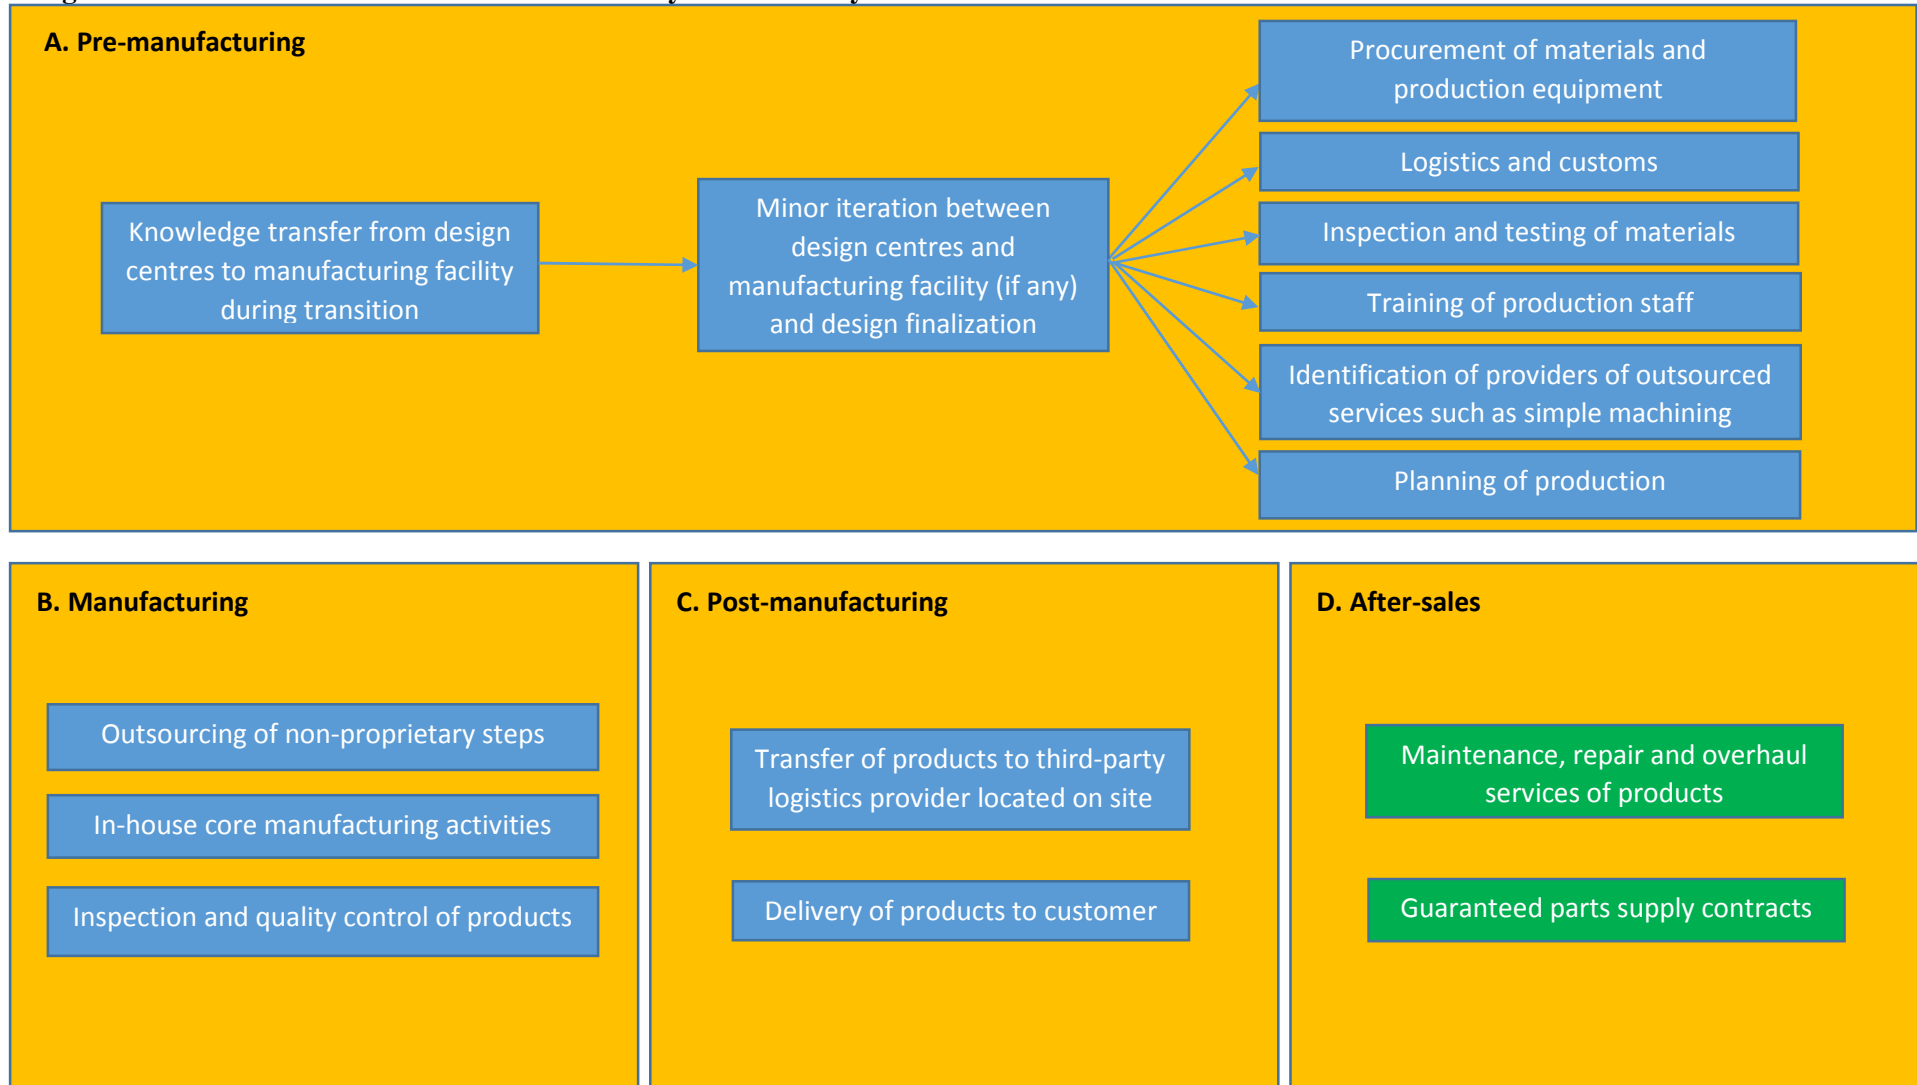 A. Pre-manufacturing
Knowledge transfer from design
centres to manufacturing facility
during transition
Minor iteration between
design centres and
manufacturing facility (if any)
and design finalization
Procurement of materials and
production equipment
Logistics and customs
Inspection and testing of materials
Training of production staff
Identification of providers of outsourced
services such as simple machining
Planning of production
B. Manufacturing
Outsourcing of non-proprietary steps
In-house core manufacturing activities
Inspection and quality control of products
C. Post-manufacturing
Transfer of products to third-party
logistics provider located on site
Delivery of products to customer
D. After-sales
Maintenance, repair and overhaul
services of products
Guaranteed parts supply contracts